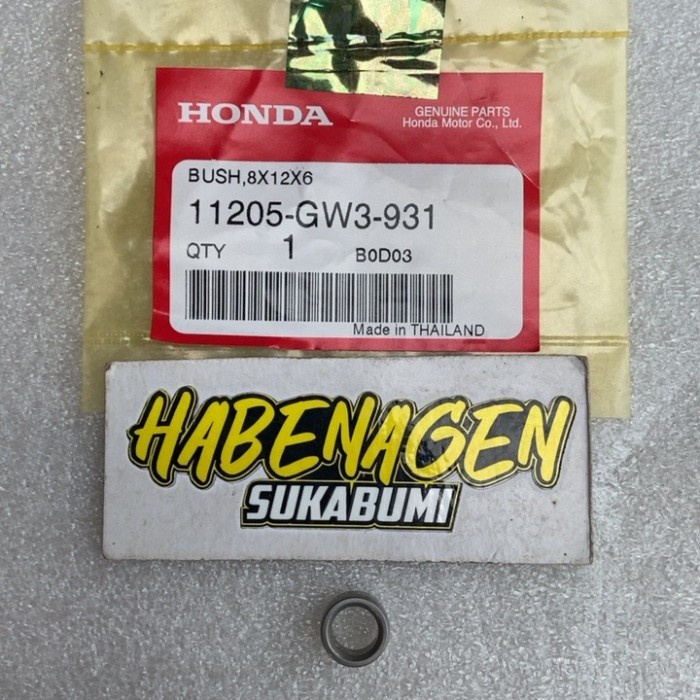 HONDA
GENUINE PARTS
Honda Motor Co., Ltd.
BUSH,8X12X6
11205-GW3-931
QTY 1 B0D03
Made in THAILAND
HABENAGEN
SUKABUMI